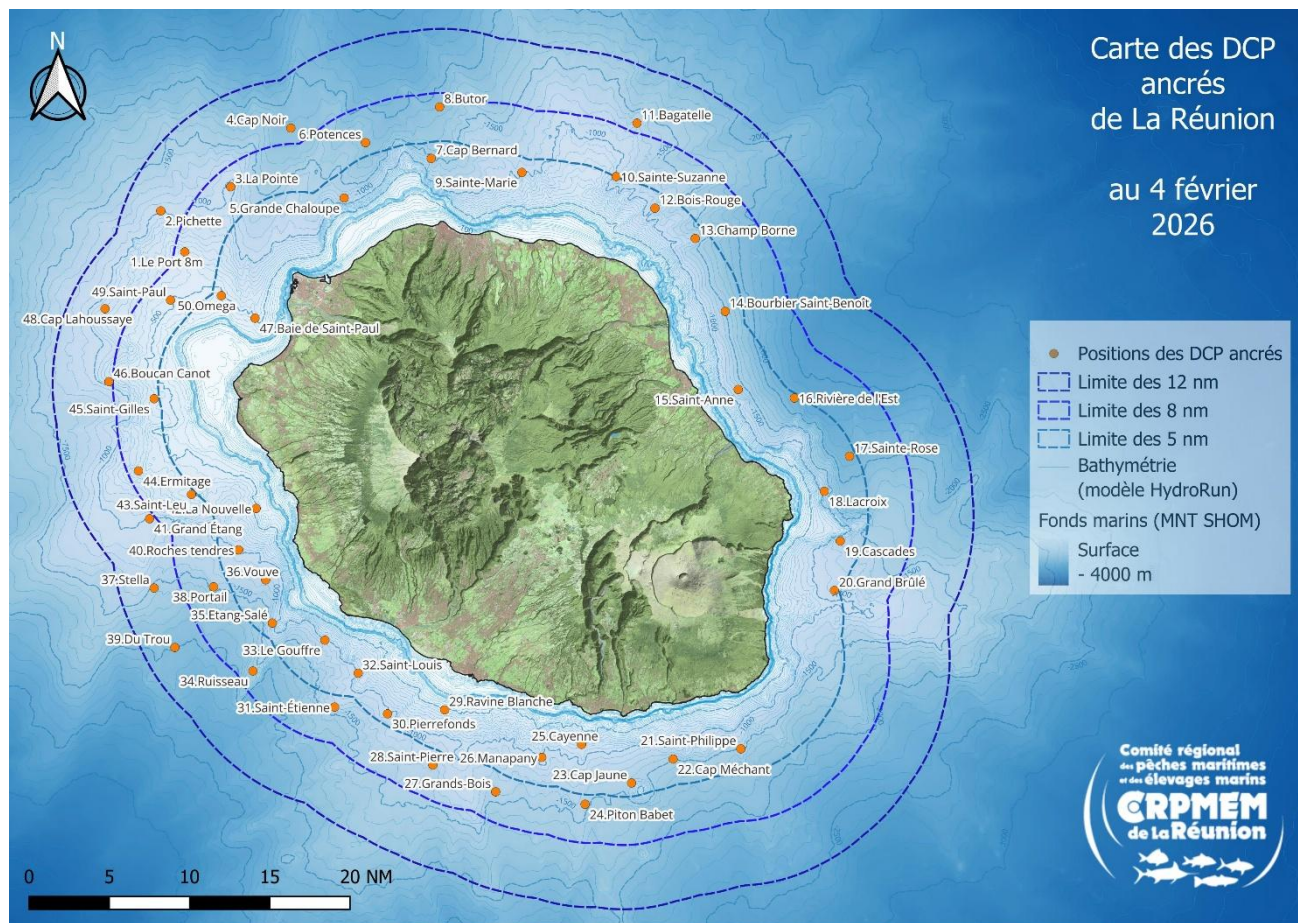 N
Carte des DCP
ancrés
de La Réunion
au 4 février
2026
8.Butor
4.Cap Noir
11.Bagatelle
6.Potences
7.Cap Bernard
9.Sainte-Marie
10.Sainte-Suzanne
3.La Pointe
5.Grande Chaloupe
12.Bois-Rouge
2.Pichette
13.Champ Borne
1.Le Port 8m
49.Saint-Paul
50.Omega
14.Bourbier Saint-Benoît
48.Cap Lahoussaye
47.Baie de Saint-Paul
46.Boucan Canot
45.Saint-Gilles
15.Saint-Anne
16.Rivière de l'Est
17.Sainte-Rose
44.Ermitage
18.Lacroix
43.Saint-Leu
La Nouvelle
41.Grand Étang
40.Roches tendres
19.Cascades
36.Vouve
37.Stella
20.Grand Brûlé
38.Portail
35.Etang-Salé
39.Du Trou
33.Le Gouffre
32.Saint-Louis
34.Ruisseau
29.Ravine Blanche
31.Saint-Étienne
30.Pierrefonds
25.Cayenne
21.Saint-Philippe
28.Saint-Pierre
26.Manapany
22.Cap Méchant
23.Cap Jaune
27.Grands-Bois
24.Piton Babet
Positions des DCP ancrés
Limite des 12 nm
Limite des 8 nm
Limite des 5 nm
Bathymétrie
(modèle HydroRun)
Fonds marins (MNT SHOM)
Surface
- 4000 m
0 5 10 15 20 NM
Comité régional
des pêches maritimes
et des élevages marins
CRPMEM
de la Réunion